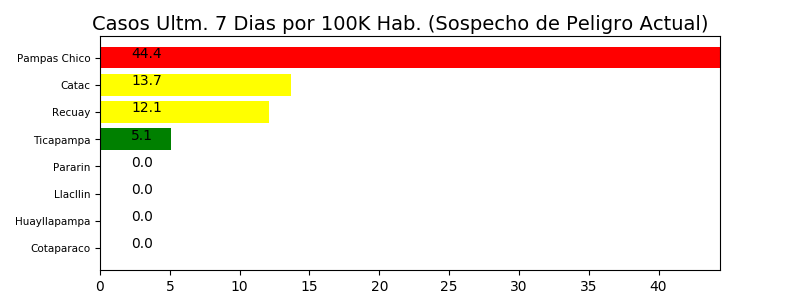 Casos Ultm. 7 Dias por 100K Hab. (Sospecho de Peligro Actual)
Pampas Chico 44.4
Catac 13.7
Recuay 12.1
Ticapampa 5.1
Pararin 0.0
Llacllin 0.0
Huayllapampa 0.0
Cotaparaco 0.0
0 5 10 15 20 25 30 35 40